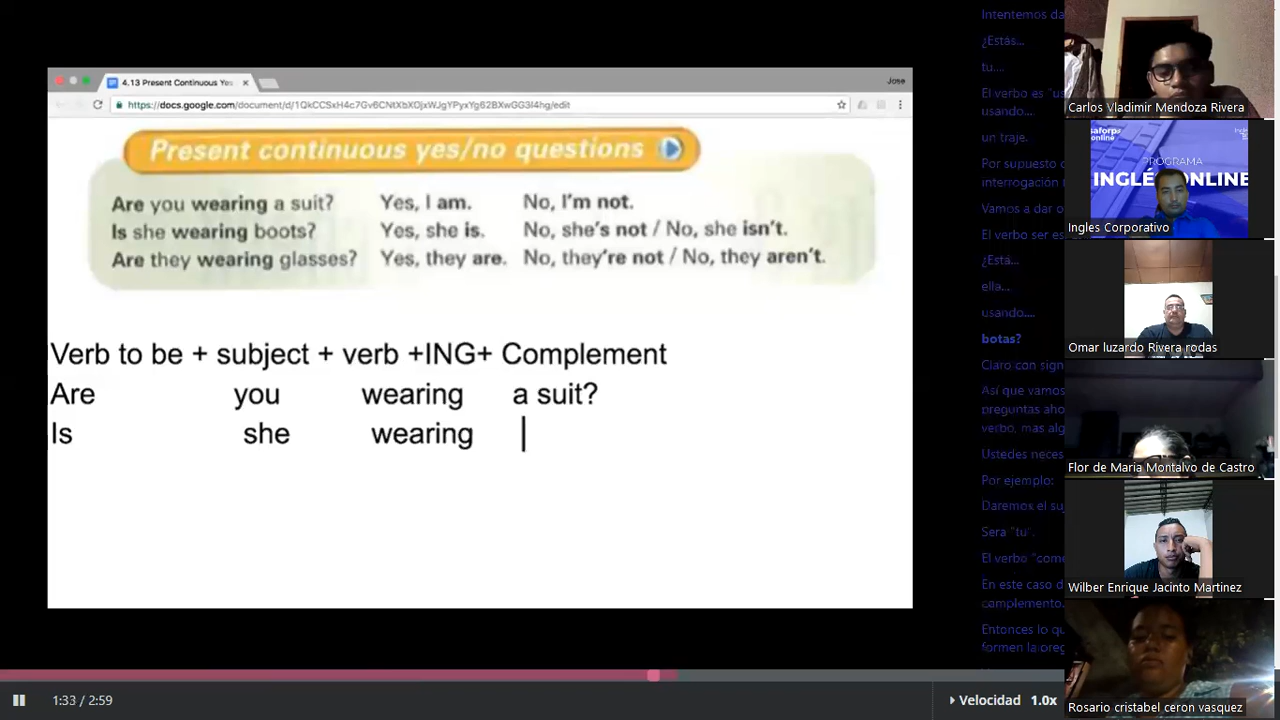 4.13 Present Continuous Yes
Jose
https://docs.google.com/document/d/1QkCCSxH4c7Gv6CNtXbXOjxWJgYPyxYg62BXwGG3l4hg/edit
Present continuous yes/no questions
Are you wearing a suit? Yes, I am. No, I'm not.
Is she wearing boots? Yes, she is. No, she's not / No, she isn't.
Are they wearing glasses? Yes, they are. No, they're not / No, they aren't.
Verb to be + subject + verb +ING+ Complement
Are you wearing a suit?
Is she wearing
1:33 / 2:59
Velocidad 1.0x
Intentemos da
¿Estás...
tu....
El verbo es "us
usando....
un traje.
Por supuesto
interrogación
Vamos a dar o
El verbo ser es
¿Está...
ella...
usando....
botas?
Claro con sign
Así que vamos
preguntas aho
verbo, mas alg
Ustedes neces
Por ejemplo:
Daremos el su
Sera "tu".
El verbo "come
En este caso d
complemento.
Entonces lo qu
formen la preg
Carlos Vladimir Mendoza Rivera
PROGRAMA
INGLÉS ONLINE
Ingles Corporativo
Omar luzardo Rivera rodas
Flor de Maria Montalvo de Castro
Wilber Enrique Jacinto Martinez
Rosario cristabel ceron vasquez